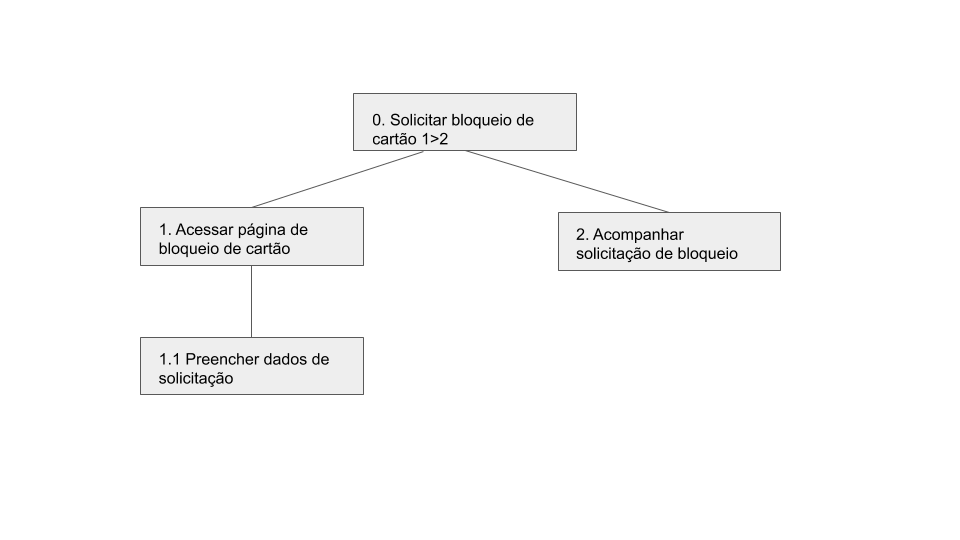 0. Solicitar bloqueio de
cartão 1>2
1. Acessar página de
bloqueio de cartão
2. Acompanhar
solicitação de bloqueio
1.1 Preencher dados de
solicitação